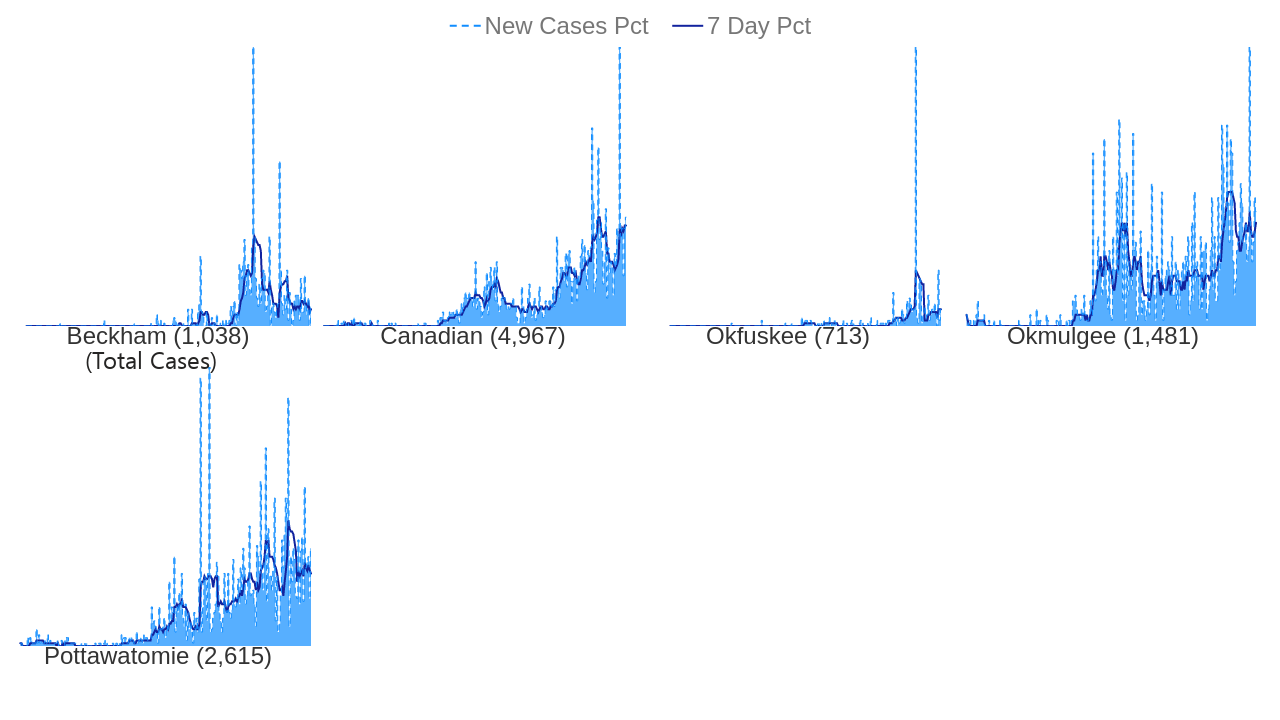 New Cases Pct 7 Day Pct
Beckham (1,038) Canadian (4,967) Okfuskee (713) Okmulgee (1,481)
(Total Cases)
Pottawatomie (2,615)